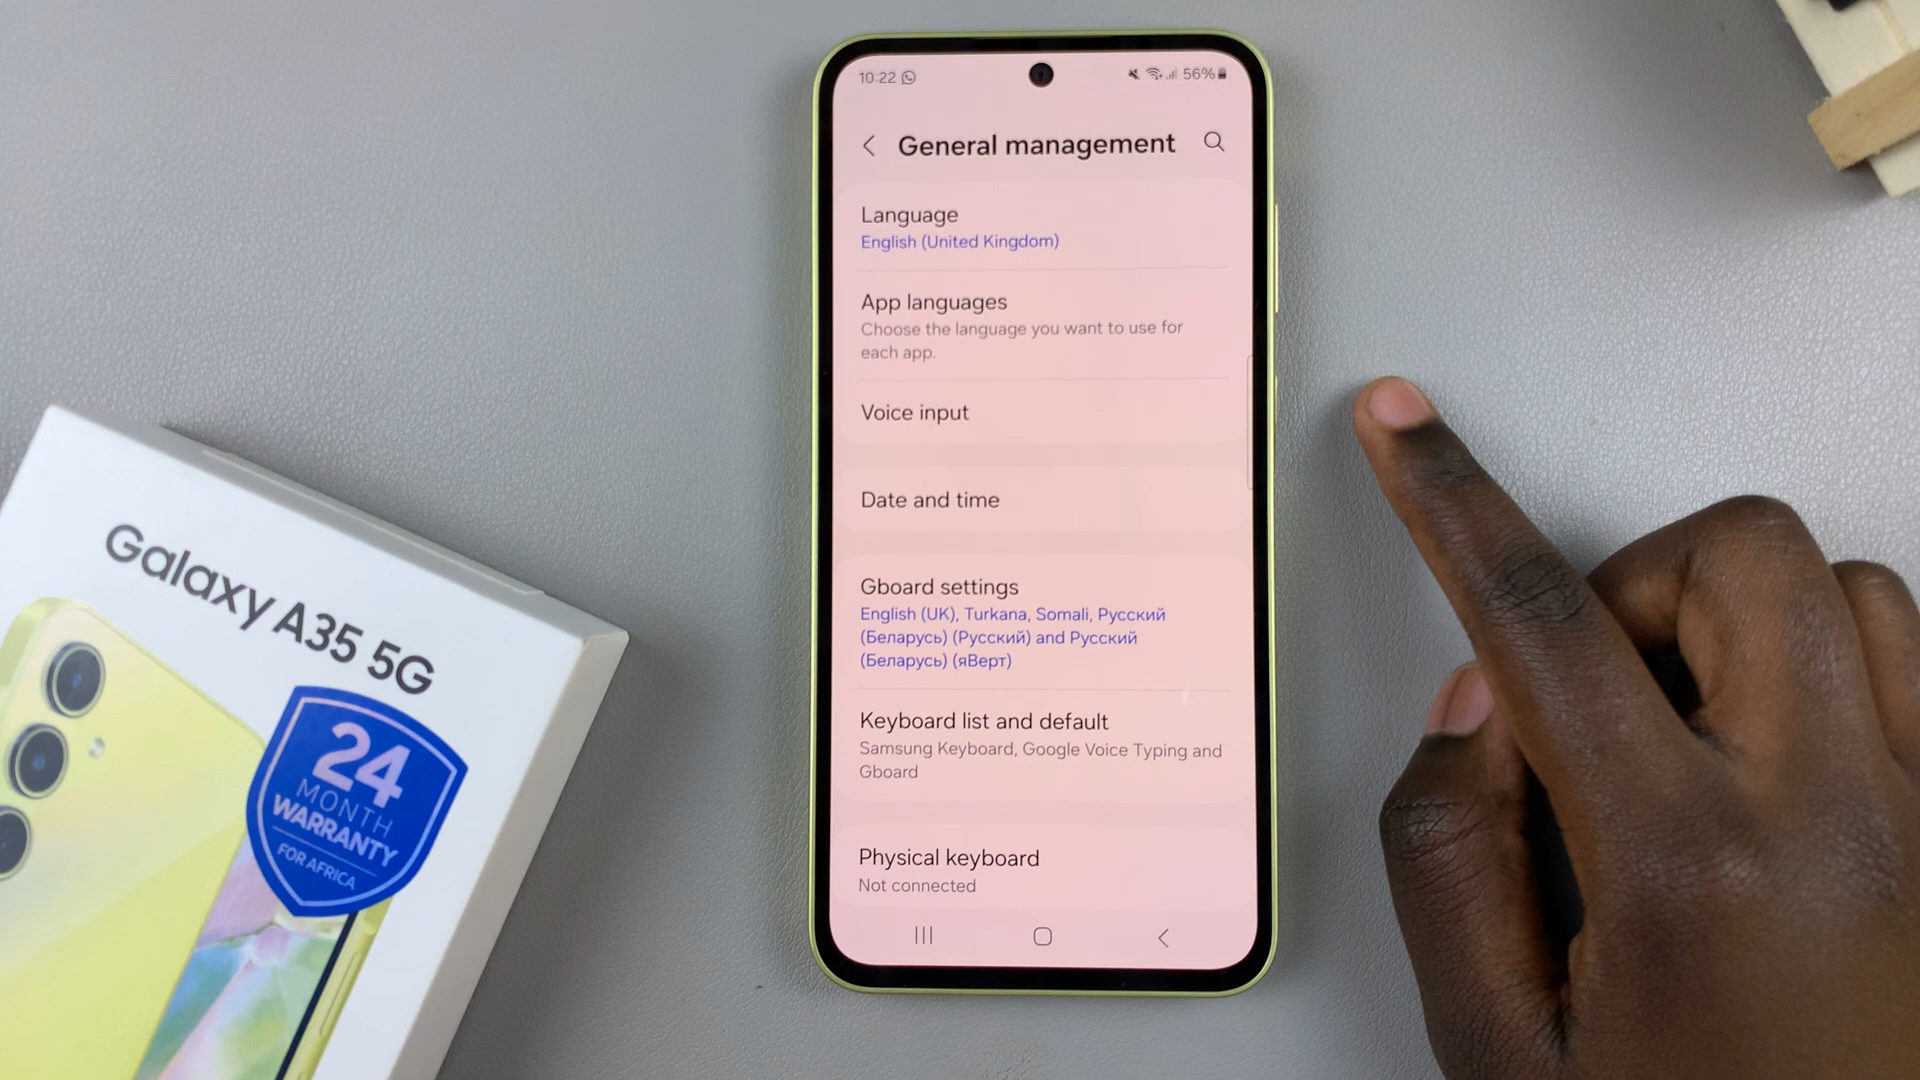 10:22
56%
General management
Language
English (United Kingdom)
App languages
Choose the language you want to use for
each app.
Voice input
Date and time
Gboard settings
English (UK), Turkana, Somali, Русский
(Беларусь) (Русский) and Русский
(Беларусь) (яВерт)
Keyboard list and default
Samsung Keyboard, Google Voice Typing and
Gboard
Physical keyboard
Not connected
Galaxy A35 5G
24
MONTH
WARRANTY
FOR AFRICA